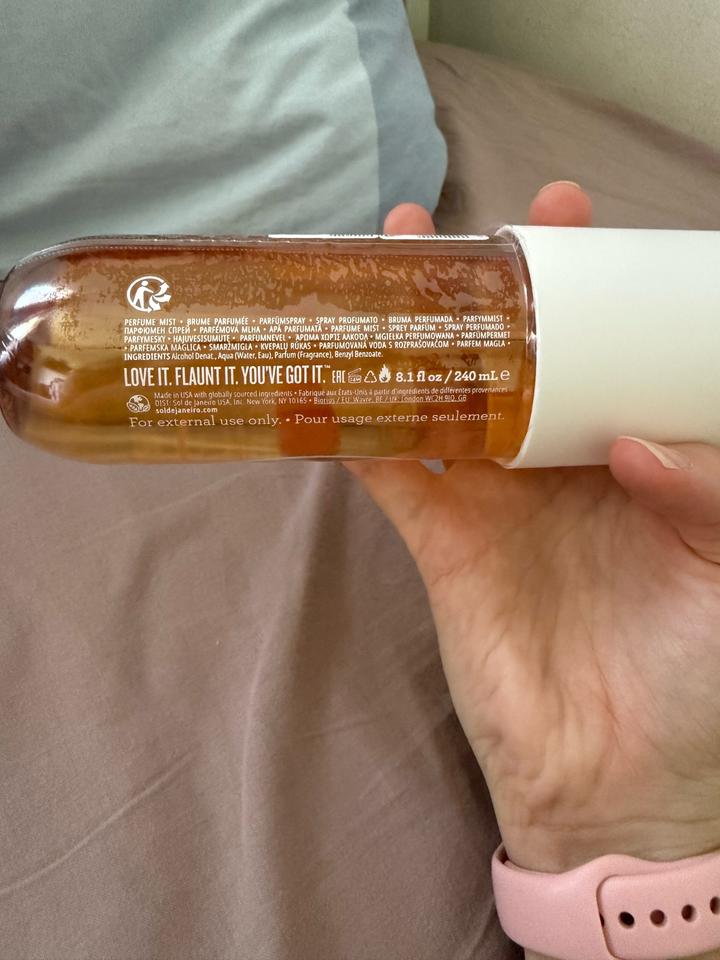 PERFUME MIST • BRUME PARFUMÉE • PARFÜMSPRAY • SPRAY PROFUMATO • BRUMA PERFUMADA • PARFYMMIST •
ПАРФЮМЕН СПРЕЙ • PARFÉMOVÁ MLHA • APĂ PARFUMATĂ • PARFUME MIST • SPREY PARFÜM • SPRAY PERFUMADO •
PARFYMESKY • HAJUVESISUMUTE • PARFUMNEVEL • ΑΡΩΜΑ ΧΩΡΙΣ ΑΛΚΟΟΛ • MGIEŁKA PERFUMOWANA • PARFÜMPERMET
• PARFEMSKA MAGLICA • SMARŽMIGLA • KVEPALŲ RŪKAS • PARFUMOVANÁ VODA S ROZPRAŠOVAČOM • PARFEM MAGLA •
INGREDIENTS Alcohol Denat., Aqua (Water, Eau), Parfum (Fragrance), Benzyl Benzoate.
LOVE IT. FLAUNT IT. YOU'VE GOT IT.™ EAC 8.1 fl oz / 240 mL e
Made in USA with globally sourced ingredients • Fabriqué aux États-Unis à partir d'ingrédients de différentes provenances
DIST: Sol de Janeiro USA, Inc. New York, NY 10165 • Biorius / EU: Wavre, BE / UK: London WC2H 9JQ, GB
soldejaneiro.com
For external use only. • Pour usage externe seulement.